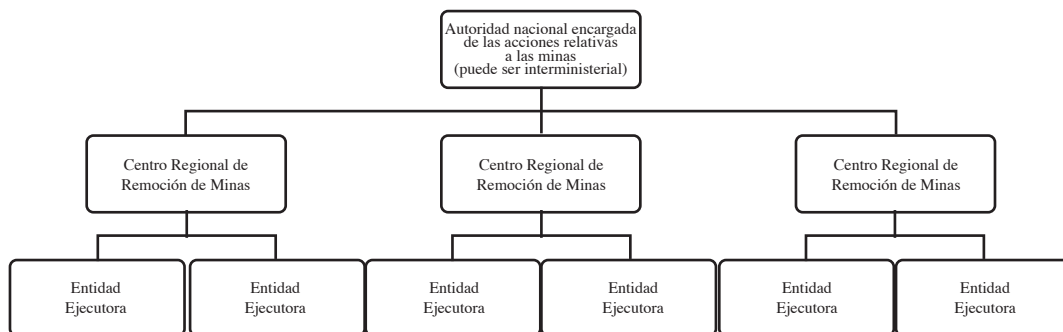 Autoridad nacional encargada
de las acciones relativas
a las minas
(puede ser interministerial)
Centro Regional de
Remoción de Minas
Centro Regional de
Remoción de Minas
Centro Regional de
Remoción de Minas
Entidad
Ejecutora
Entidad
Ejecutora
Entidad
Ejecutora
Entidad
Ejecutora
Entidad
Ejecutora
Entidad
Ejecutora